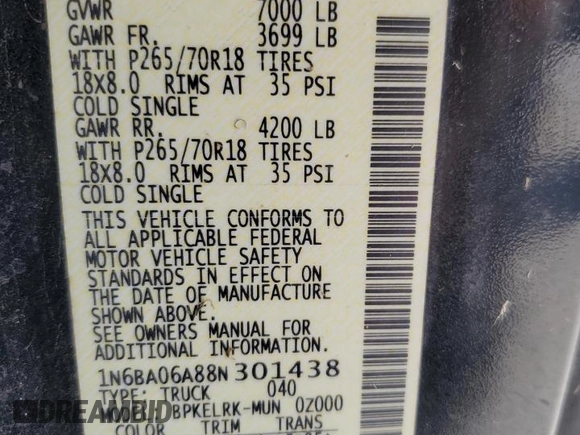 GVWR 7000 LB
GAWR FR. 3699 LB
WITH P265/70R18 TIRES
18X8.0 RIMS AT 35 PSI
COLD SINGLE
GAWR RR. 4200 LB
WITH P265/70R18 TIRES
18X8.0 RIMS AT 35 PSI
COLD SINGLE
THIS VEHICLE CONFORMS TO
ALL APPLICABLE FEDERAL
MOTOR VEHICLE SAFETY
STANDARDS IN EFFECT ON
THE DATE OF MANUFACTURE
SHOWN ABOVE.
SEE OWNERS MANUAL FOR
ADDITIONAL INFORMATION
1N6BA06A88N301438
TYPE: TRUCK 040
BPKELRK-MUN 0Z000
DREAMBID
COLOR TRIM TRANS